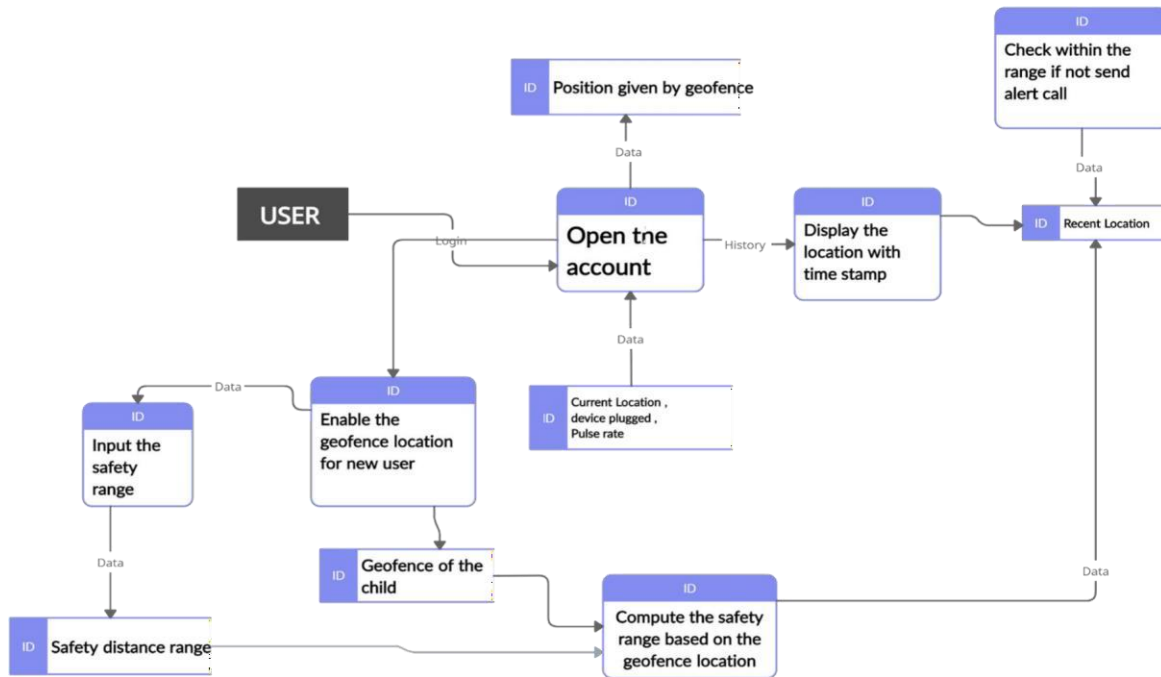 ID
Check within the
range if not send
alert call
ID
Position given by geofence
Data
Data
USER
ID
Open the
account
Login
History
ID
Display the
location with
time stamp
ID
Recent Location
Data
ID
Current Location ,
device plugged ,
Pulse rate
Data
ID
Enable the
geofence location
for new user
ID
Input the
safety
range
Data
ID
Geofence of the
child
ID
Compute the safety
range based on the
geofence location
Data
ID
Safety distance range